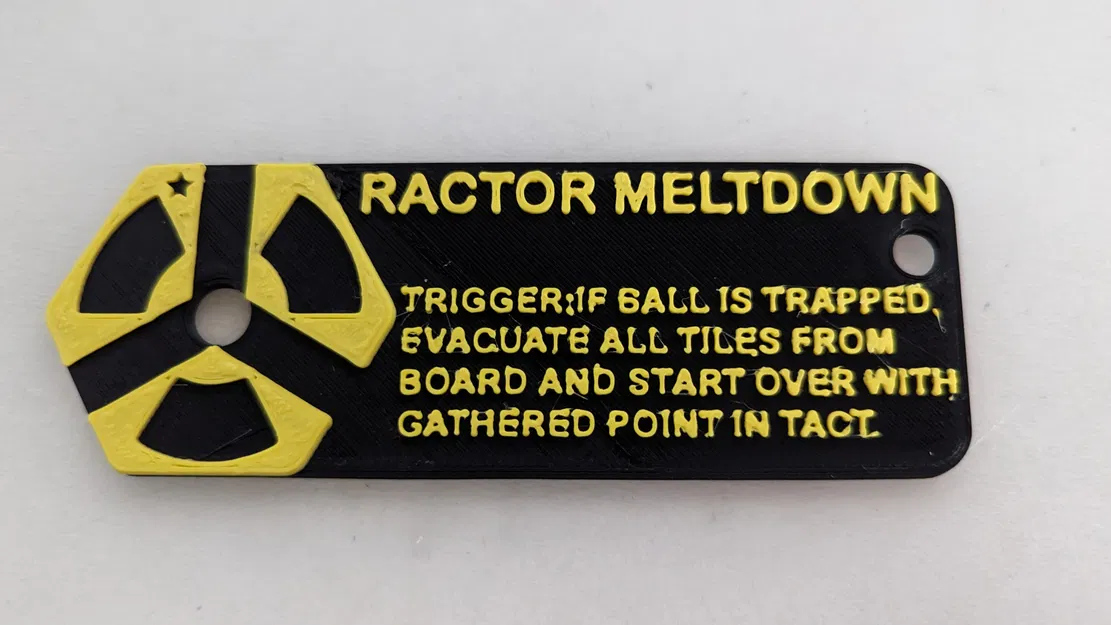 RACTOR MELTDOWN
TRIGGER;IF BALL IS TRAPPED,
EVACUATE ALL TILES FROM
BOARD AND START OVER WITH
GATHERED POINT IN TACT.